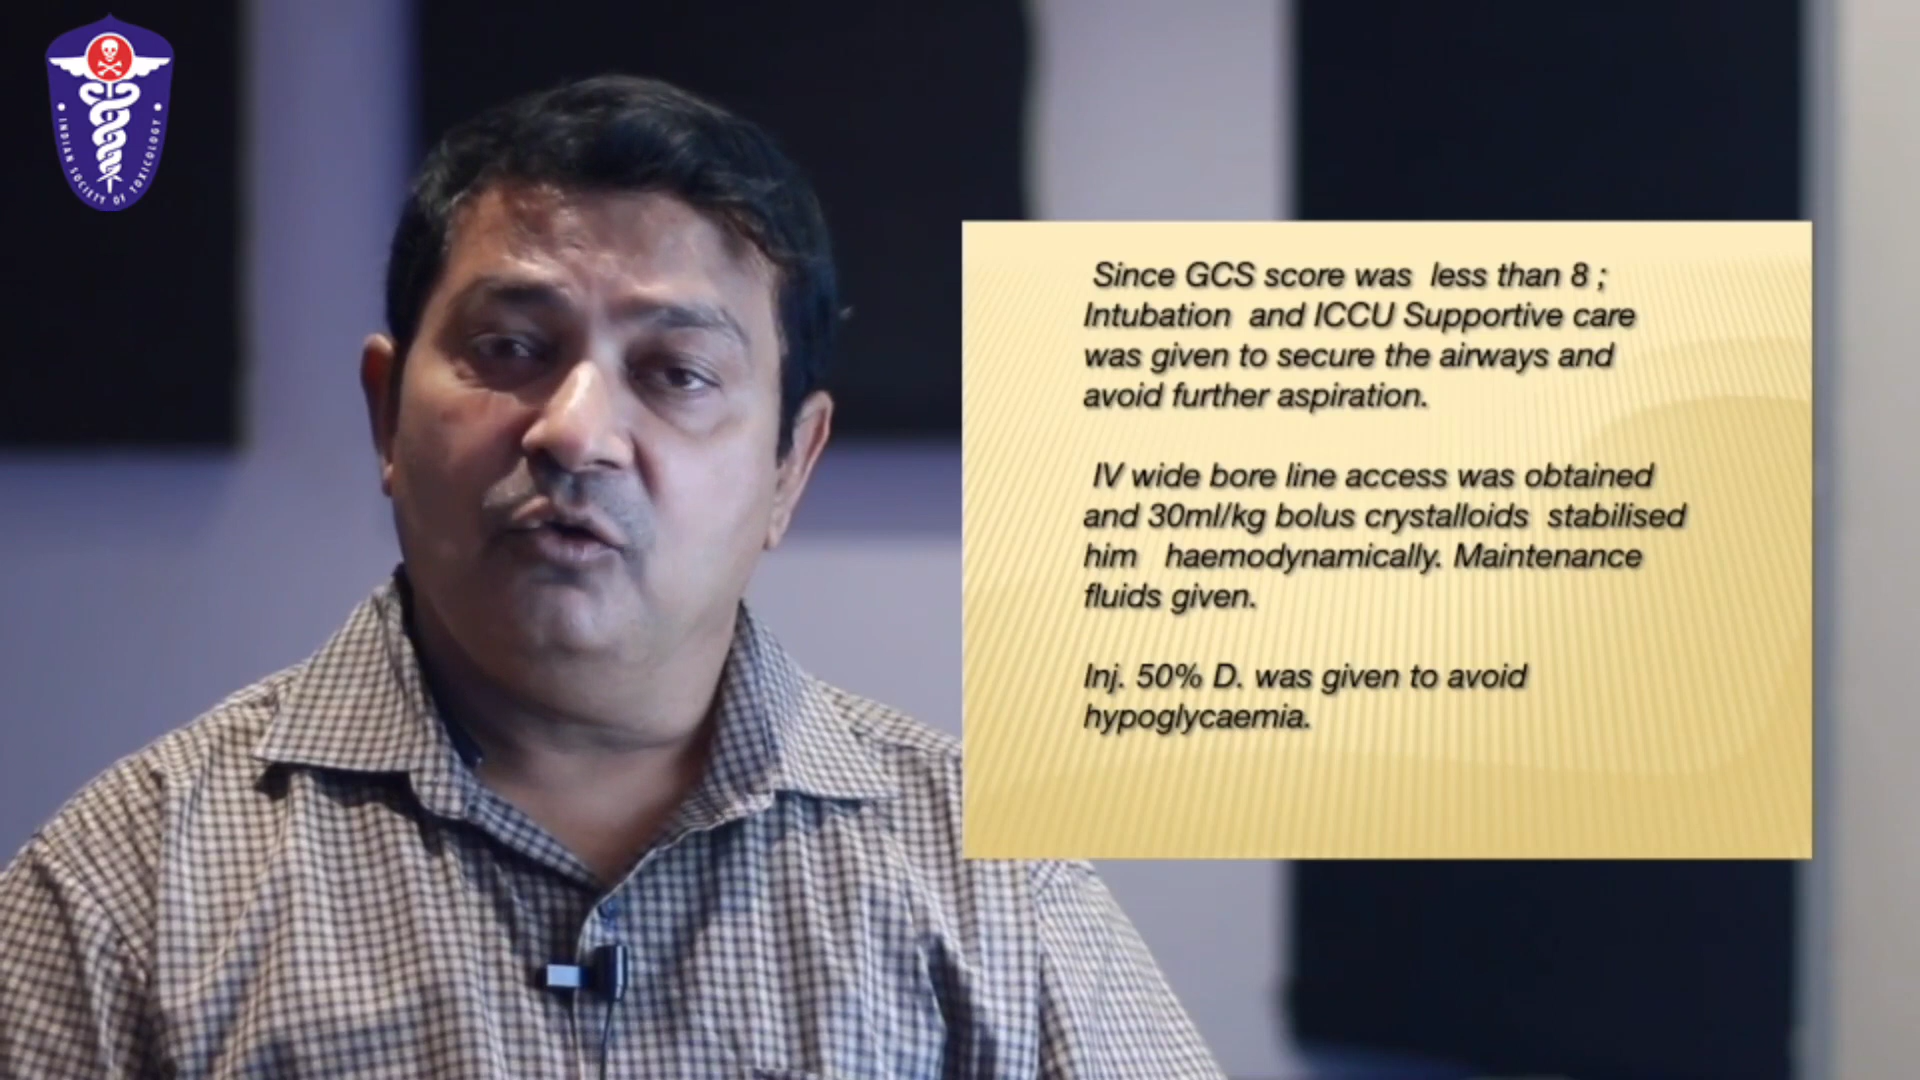 INDIAN SOCIETY OF TOXICOLOGY
Since GCS score was less than 8 ;
Intubation and ICCU Supportive care
was given to secure the airways and
avoid further aspiration.
IV wide bore line access was obtained
and 30ml/kg bolus crystalloids stabilised
him haemodynamically. Maintenance
fluids given.
Inj. 50% D. was given to avoid
hypoglycaemia.